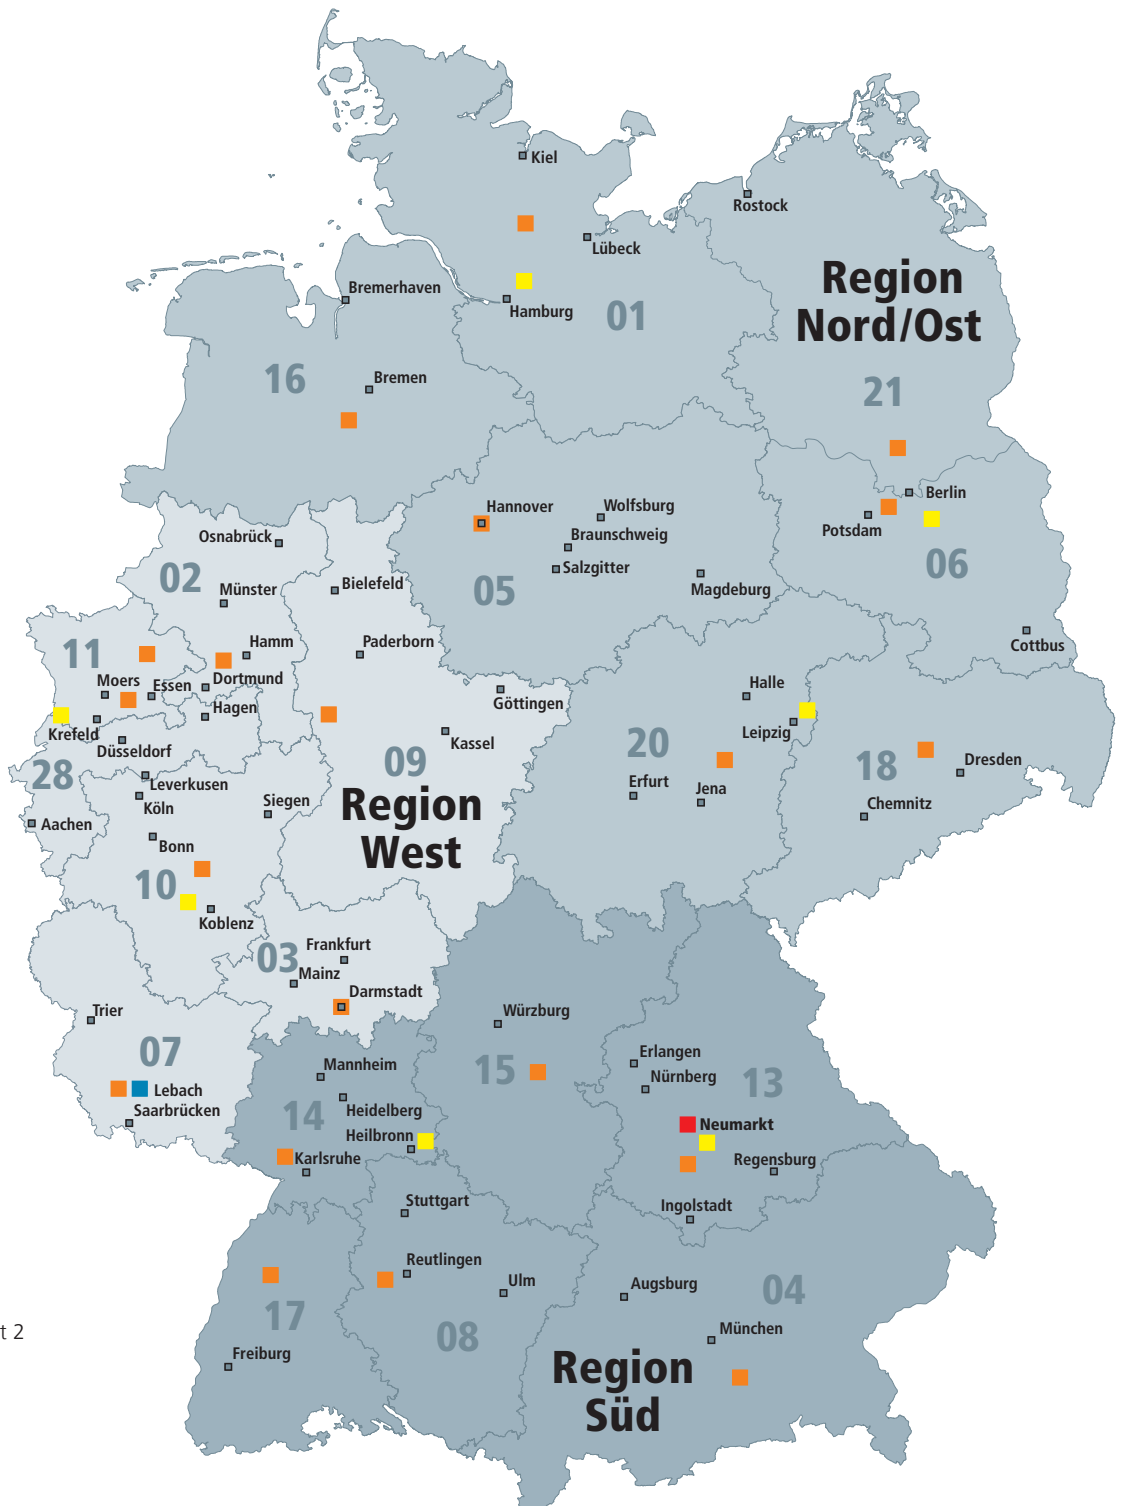 Kiel
Rostock
Lübeck
Region
Nord/Ost
Bremerhaven
Hamburg
01
16
Bremen
21
Berlin
Hannover
Wolfsburg
Potsdam
Braunschweig
Osnabrück
Salzgitter
06
02
05
Magdeburg
Bielefeld
Münster
Cottbus
11
Hamm
Paderborn
Moers
Essen
Dortmund
Halle
Göttingen
Hagen
Krefeld
Leipzig
Düsseldorf
Kassel
20
28
09
18
Dresden
Leverkusen
Erfurt
Jena
Köln
Siegen
Region
West
Chemnitz
Aachen
Bonn
10
Koblenz
03
Frankfurt
Mainz
Darmstadt
Trier
Würzburg
07
Erlangen
Mannheim
15
Nürnberg
13
Lebach
Saarbrücken
14
Heidelberg
Neumarkt
Heilbronn
Karlsruhe
Regensburg
Stuttgart
Ingolstadt
Reutlingen
Ulm
Augsburg
04
17
t 2
08
München
Freiburg
Region
Süd